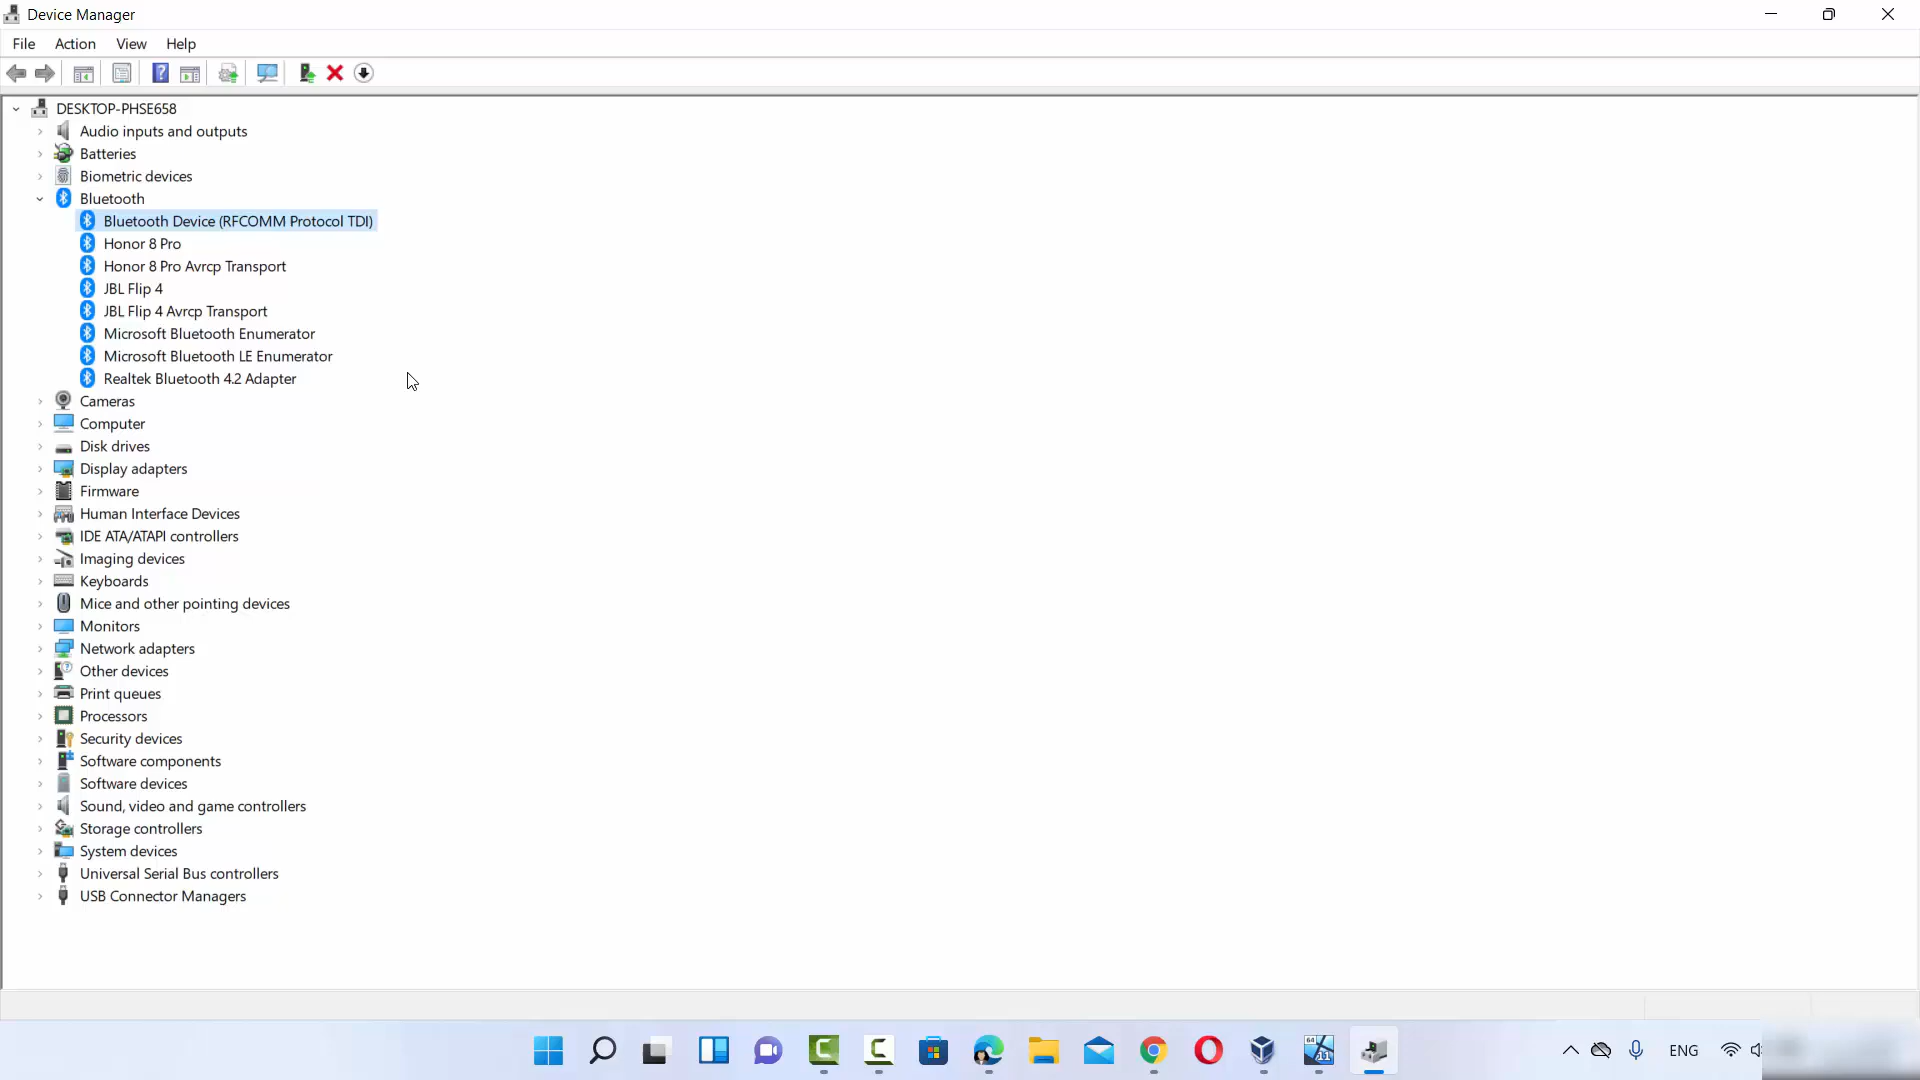 Device Manager
File Action View Help
DESKTOP-PHSE658
Audio inputs and outputs
Batteries
Biometric devices
Bluetooth
Bluetooth Device (RFCOMM Protocol TDI)
Honor 8 Pro
Honor 8 Pro Avrcp Transport
JBL Flip 4
JBL Flip 4 Avrcp Transport
Microsoft Bluetooth Enumerator
Microsoft Bluetooth LE Enumerator
Realtek Bluetooth 4.2 Adapter
Cameras
Computer
Disk drives
Display adapters
Firmware
Human Interface Devices
IDE ATA/ATAPI controllers
Imaging devices
Keyboards
Mice and other pointing devices
Monitors
Network adapters
Other devices
Print queues
Processors
Security devices
Software components
Software devices
Sound, video and game controllers
Storage controllers
System devices
Universal Serial Bus controllers
USB Connector Managers
64 11 ENG